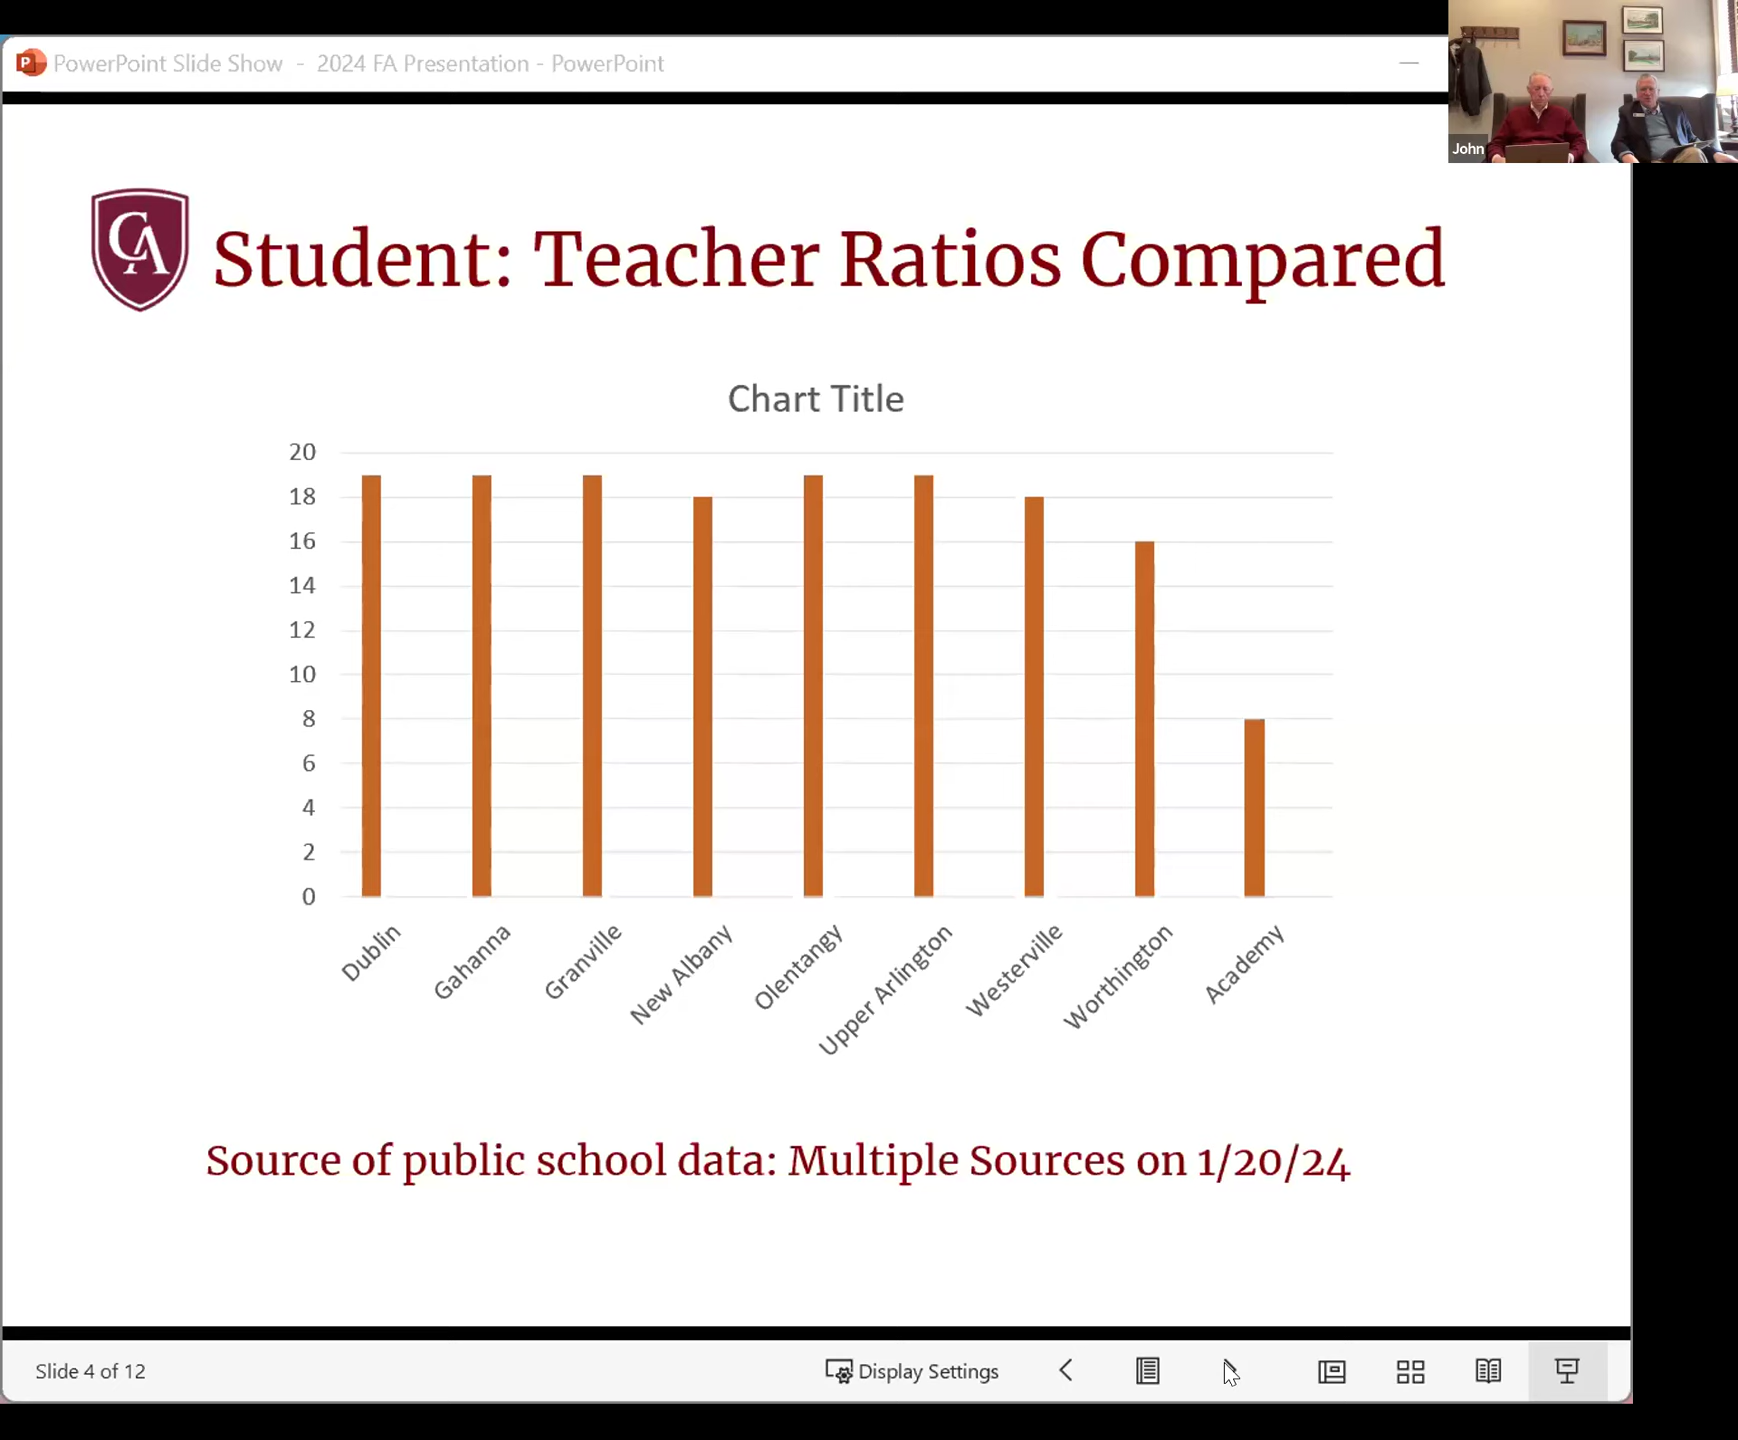 PowerPoint Slide Show - 2024 FA Presentation - PowerPoint
John
CA
Student: Teacher Ratios Compared
Chart Title
20
18
16
14
12
10
8
6
4
2
0
Dublin
Gahanna
Granville
New Albany
Olentangy
Upper Arlington
Westerville
Worthington
Academy
Source of public school data: Multiple Sources on 1/20/24
Slide 4 of 12
Display Settings